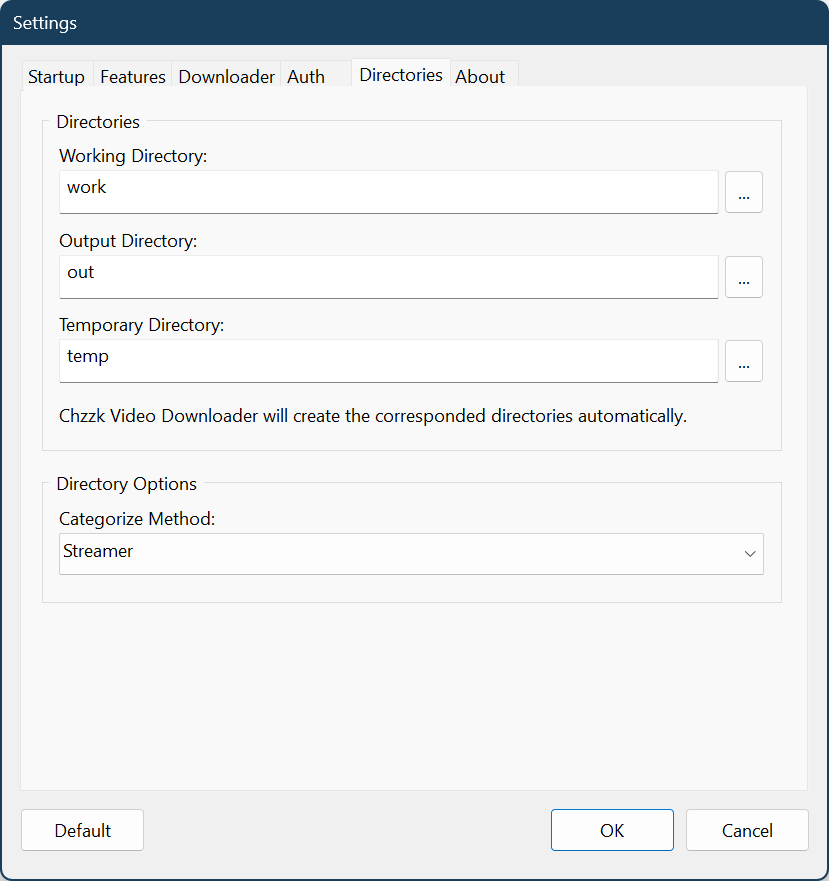 Settings
Startup Features Downloader Auth Directories About
Directories
Working Directory:
work
...
Output Directory:
out
...
Temporary Directory:
temp
...
Chzzk Video Downloader will create the corresponded directories automatically.
Directory Options
Categorize Method:
Streamer
Default OK Cancel